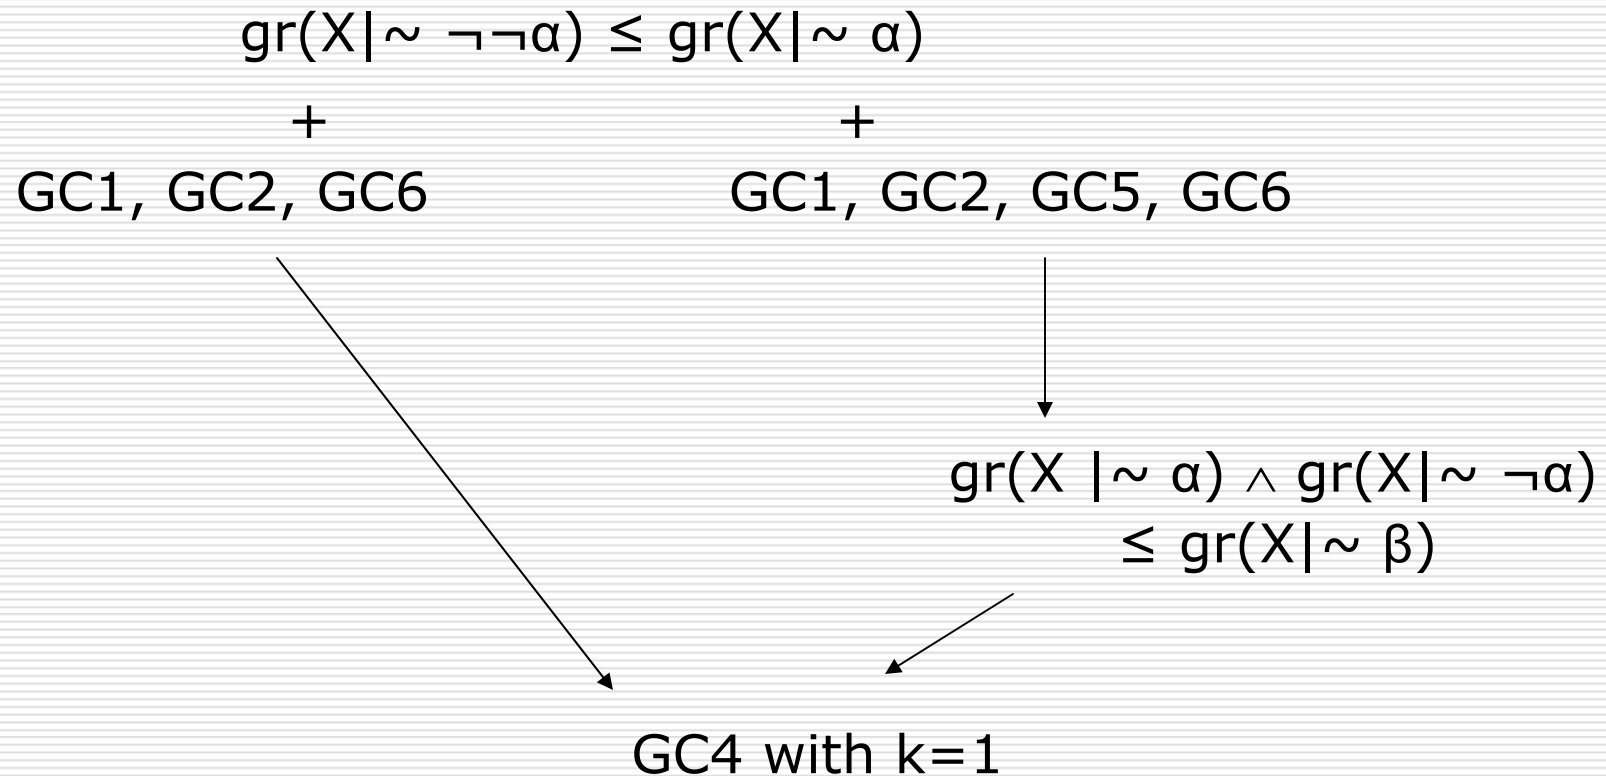 gr(X|~ ¬¬α) ≤ gr(X|~ α)
+ +
GC1, GC2, GC6 GC1, GC2, GC5, GC6
gr(X |~ α) ∧ gr(X|~ ¬α)
≤ gr(X|~ β)
GC4 with k=1